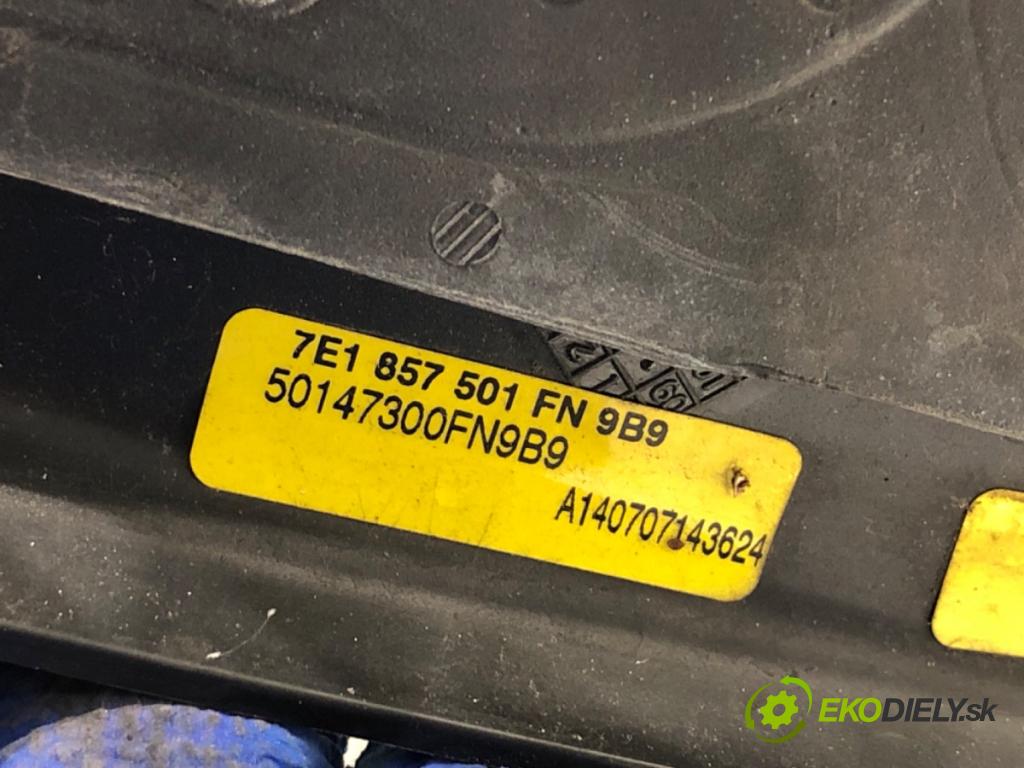 7E1 857 501 FN 9B9
50147300FN9B9
A140707143624
EKODIELY.sk